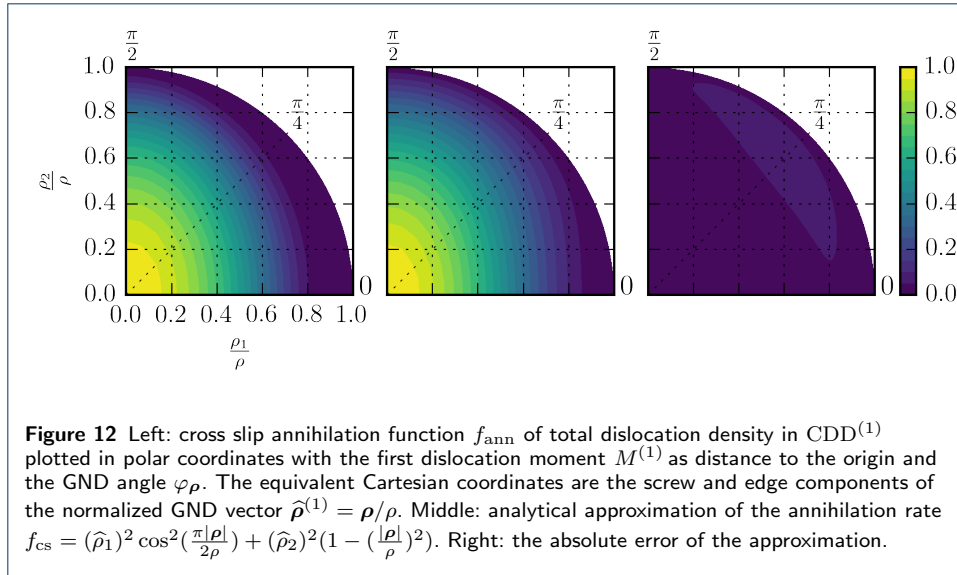 π/2 π/2 π/2
1.0 1.0
0.8 π/4 π/4 π/4 0.8
0.6 0.6
ρ₂/ρ
0.4 0.4
0.2 0.2
0.0 0 0 0 0.0
0.0 0.2 0.4 0.6 0.8 1.0
ρ₁/ρ
Figure 12 Left: cross slip annihilation function f_ann of total dislocation density in CDD⁽¹⁾
plotted in polar coordinates with the first dislocation moment M⁽¹⁾ as distance to the origin and
the GND angle φ_ρ. The equivalent Cartesian coordinates are the screw and edge components of
the normalized GND vector ρ̂⁽¹⁾ = ρ/ρ. Middle: analytical approximation of the annihilation rate
f_cs = (ρ̂₁)² cos²(π|ρ|/2ρ) + (ρ̂₂)²(1 − (|ρ|/ρ)²). Right: the absolute error of the approximation.